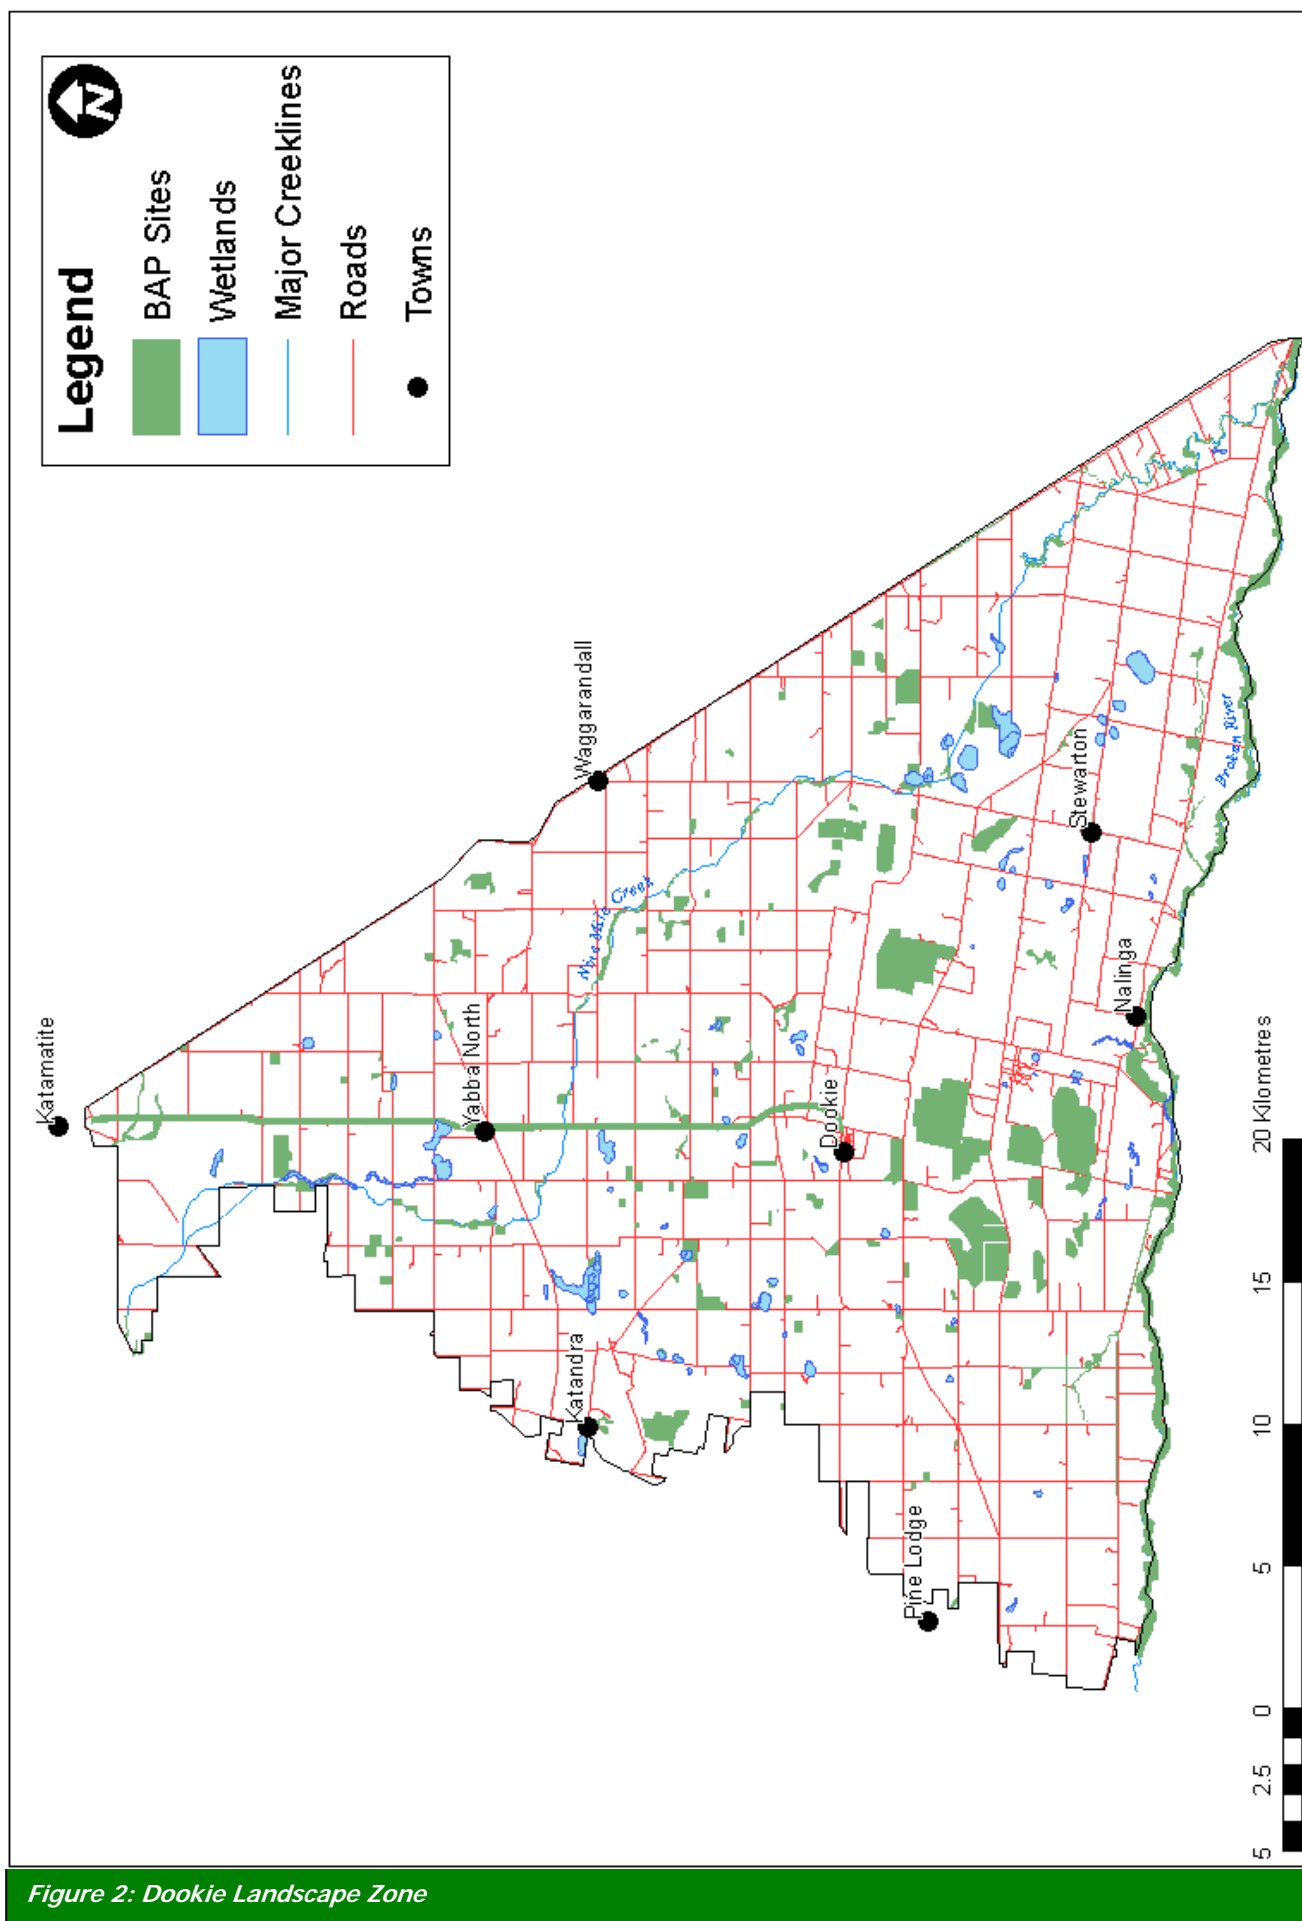 Legend
N
BAP Sites
Wetlands
Major Creeklines
Roads
Towns
Katamatite
Waggarandall
Yabba North
Nine Mile Creek
Katandra
Dookie
Stewarton
Nalinga
Broken River
Pine Lodge
5 2.5 0 5 10 15 20 Kilometres
Figure 2: Dookie Landscape Zone